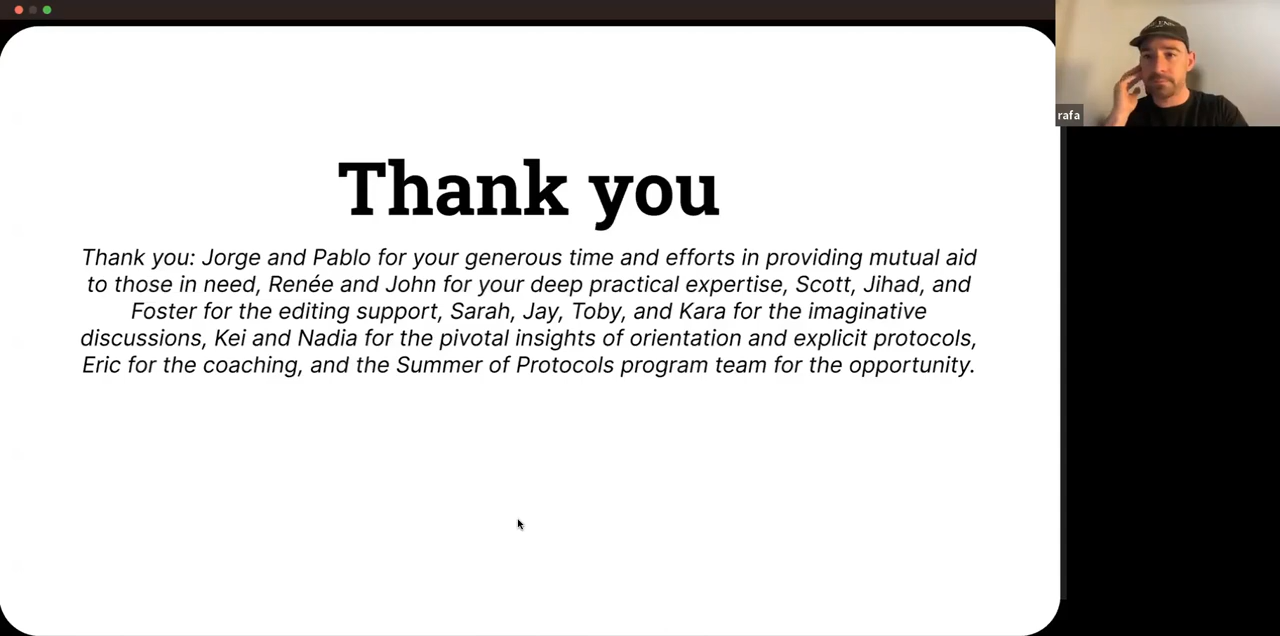 Thank you
Thank you: Jorge and Pablo for your generous time and efforts in providing mutual aid
to those in need, Renée and John for your deep practical expertise, Scott, Jihad, and
Foster for the editing support, Sarah, Jay, Toby, and Kara for the imaginative
discussions, Kei and Nadia for the pivotal insights of orientation and explicit protocols,
Eric for the coaching, and the Summer of Protocols program team for the opportunity.
rafa